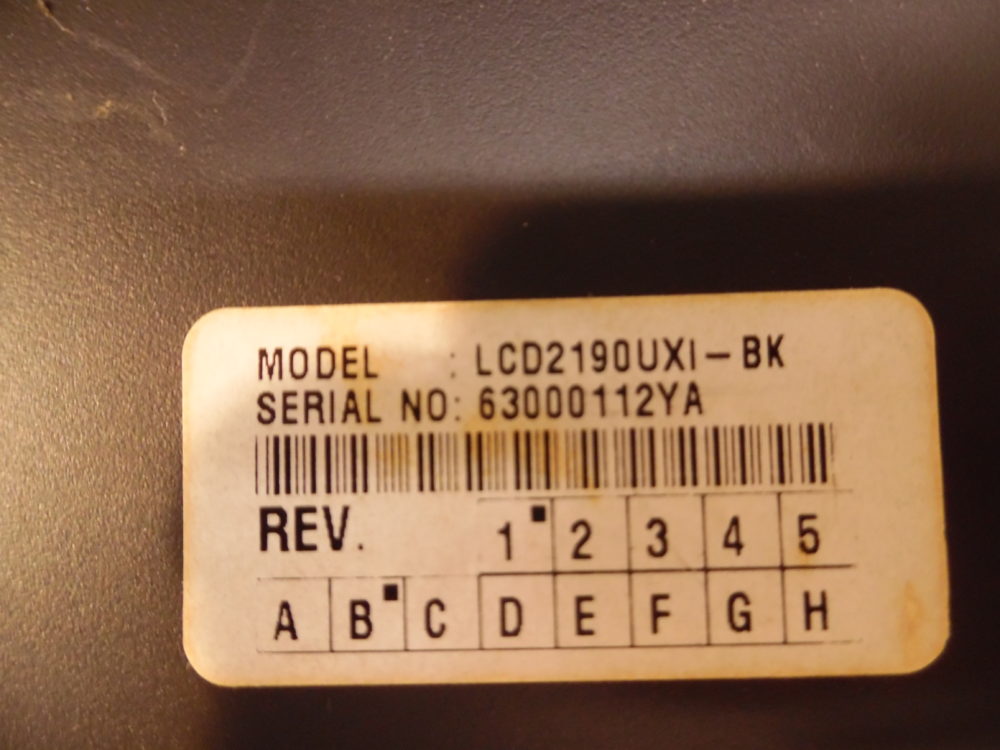 MODEL : LCD2190UXI-BK
SERIAL NO: 63000112YA
REV. 1 2 3 4 5
A B C D E F G H